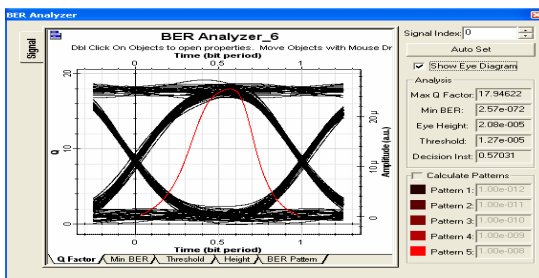 BER Analyzer
Signal
BER Analyzer_6
Dbl Click On Objects to open properties. Move Objects with Mouse Dr
Time (bit period)
0 0.5 1
20
10
0
Q
20 µ
10 µ
0
Amplitude (a.u.)
0 0.5 1
Time (bit period)
Q Factor Min BER Threshold Height BER Pattern
Signal Index: 0
Auto Set
Show Eye Diagram
Analysis
Max Q Factor: 17.94622
Min BER: 2.57e-072
Eye Height: 2.08e-005
Threshold: 1.27e-005
Decision Inst: 0.57031
Calculate Patterns
Pattern 1: 1.00e-012
Pattern 2: 1.00e-011
Pattern 3: 1.00e-010
Pattern 4: 1.00e-009
Pattern 5: 1.00e-008